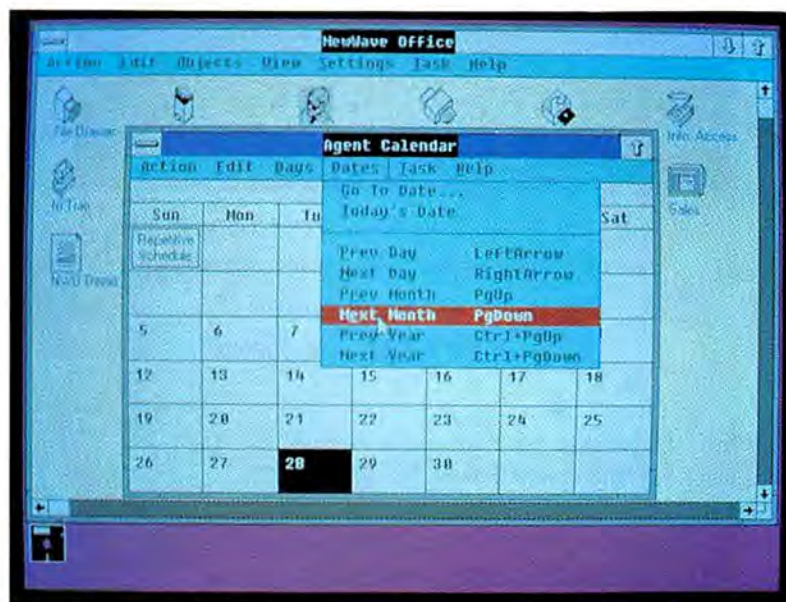 NewWave Office
Action Edit Objects View Settings Task Help
File Drawer
Info. Access
Agent Calendar
Action Edit Days Dates Task Help
Go To Date...
Today's Date
In Tray
Sales
Sun Mon Tu Sat
Repetitive
Schedule
Prev Day LeftArrow
Next Day RightArrow
Prev Month PgUp
Next Month PgDown
5 6 7
Prev Year Ctrl+PgUp
Next Year Ctrl+PgDown
12 13 14 15 16 17 18
19 20 21 22 23 24 25
26 27 28 29 30